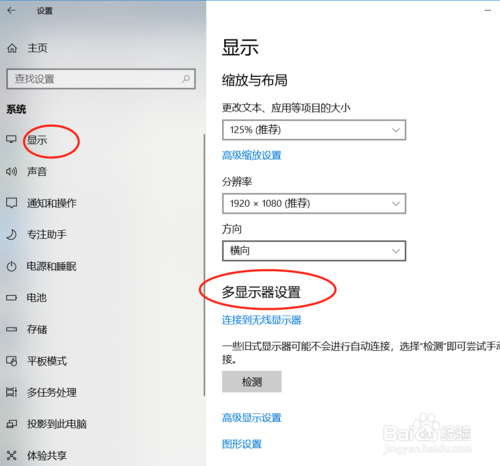 设置
主页
查找设置
系统
显示
声音
通知和操作
专注助手
电源和睡眠
电池
存储
平板模式
多任务处理
投影到此电脑
体验共享
显示
缩放与布局
更改文本、应用等项目的大小
125% (推荐)
高级缩放设置
分辨率
1920 × 1080 (推荐)
方向
横向
多显示器设置
连接到无线显示器
一些旧式显示器可能不会进行自动连接，选择"检测"即可尝试手动
接。
检测
高级显示设置
图形设置
Baidu经验
jingyan.baidu.com